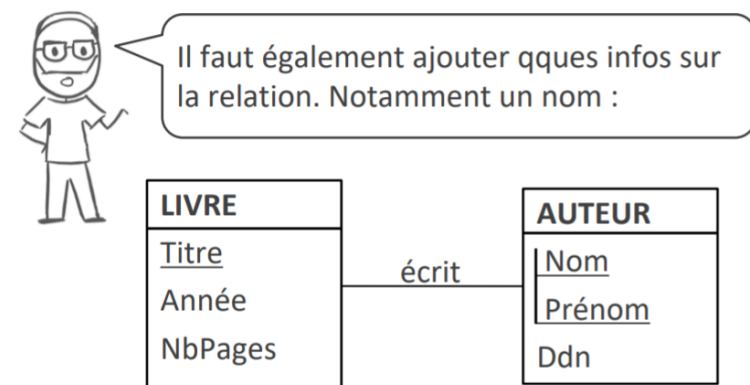 Il faut également ajouter qques infos sur
la relation. Notamment un nom :
LIVRE
Titre
Année
NbPages
écrit
AUTEUR
Nom
Prénom
Ddn